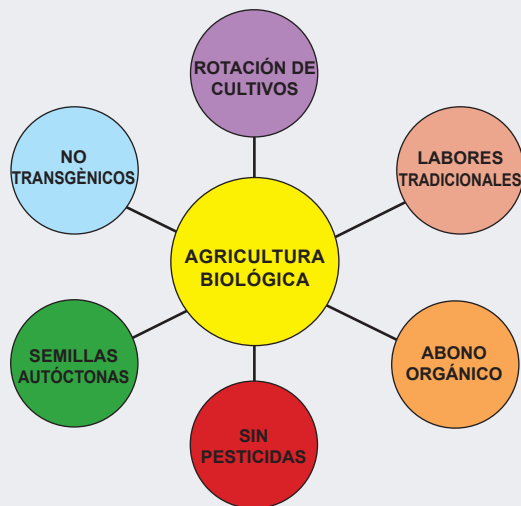 ROTACIÓN DE
CULTIVOS
NO
TRANSGÈNICOS
LABORES
TRADICIONALES
AGRICULTURA
BIOLÓGICA
SEMILLAS
AUTÓCTONAS
ABONO
ORGÁNICO
SIN
PESTICIDAS